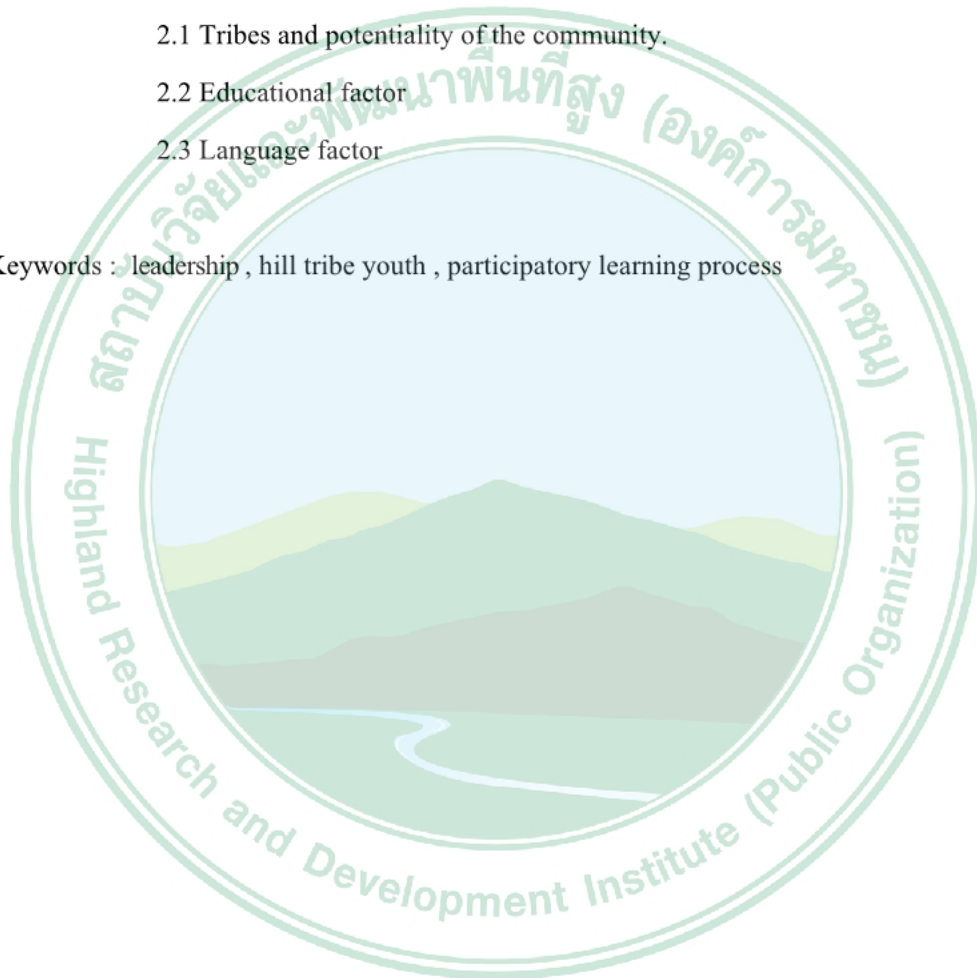 2.1 Tribes and potentiality of the community.
2.2 Educational factor
2.3 Language factor
Keywords : leadership , hill tribe youth , participatory learning process
สถาบันวิจัยและพัฒนาพื้นที่สูง (องค์การมหาชน)
Highland Research and Development Institute (Public Organization)